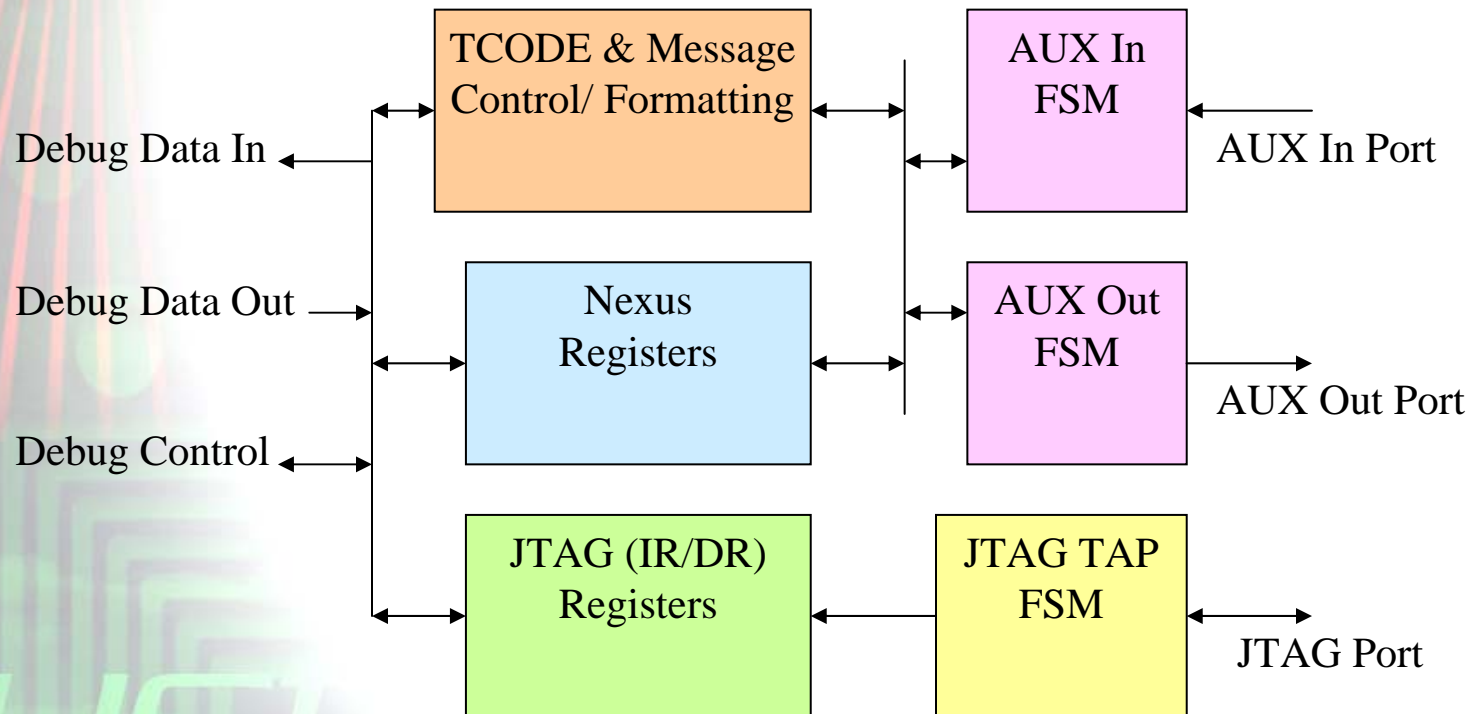 TCODE & Message
Control/ Formatting
AUX In
FSM
Debug Data In
AUX In Port
Debug Data Out
Nexus
Registers
AUX Out
FSM
AUX Out Port
Debug Control
JTAG (IR/DR)
Registers
JTAG TAP
FSM
JTAG Port